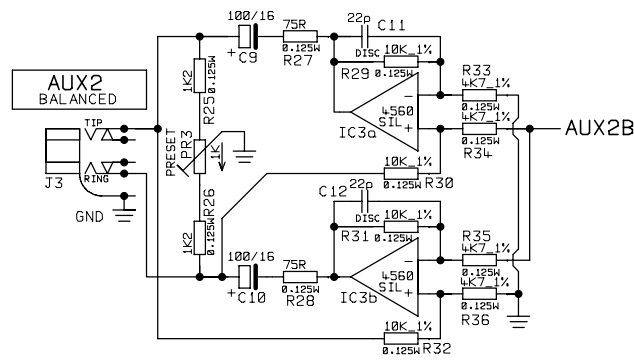 100/16
+
C9
75R
0.125W
R27
22p
C11
DISC
10K_1%
R29
0.125W
1K2
0.125W
R25
AUX2
BALANCED
TIP
RING
J3
GND
PRESET
PR3
1K
R33
4K7_1%
0.125W
4K7_1%
0.125W
R34
-
+
4560
SIL
IC3a
AUX2B
10K_1%
0.125W
R30
C12
22p
DISC
10K_1%
R31
0.125W
R26
0.125W
1K2
100/16
+
C10
75R
0.125W
R28
-
+
4560
SIL
IC3b
R35
4K7_1%
0.125W
4K7_1%
0.125W
R36
10K_1%
0.125W
R32